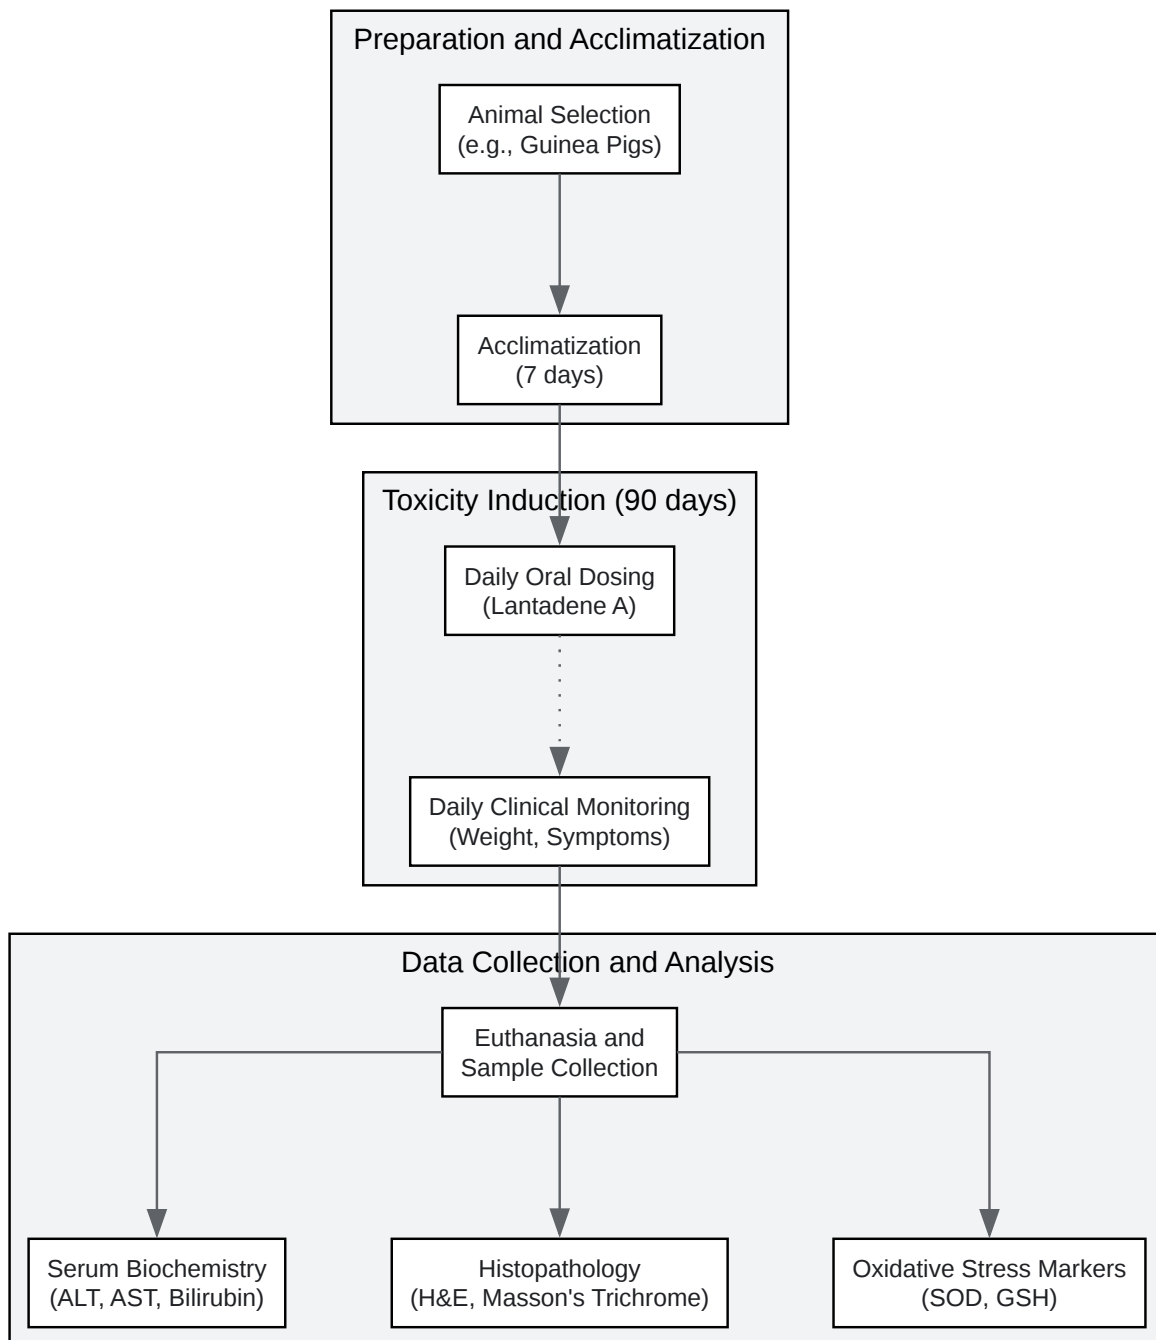 Preparation and Acclimatization
Animal Selection
(e.g., Guinea Pigs)
Acclimatization
(7 days)
Toxicity Induction (90 days)
Daily Oral Dosing
(Lantadene A)
Daily Clinical Monitoring
(Weight, Symptoms)
Data Collection and Analysis
Euthanasia and
Sample Collection
Serum Biochemistry
(ALT, AST, Bilirubin)
Histopathology
(H&E, Masson's Trichrome)
Oxidative Stress Markers
(SOD, GSH)